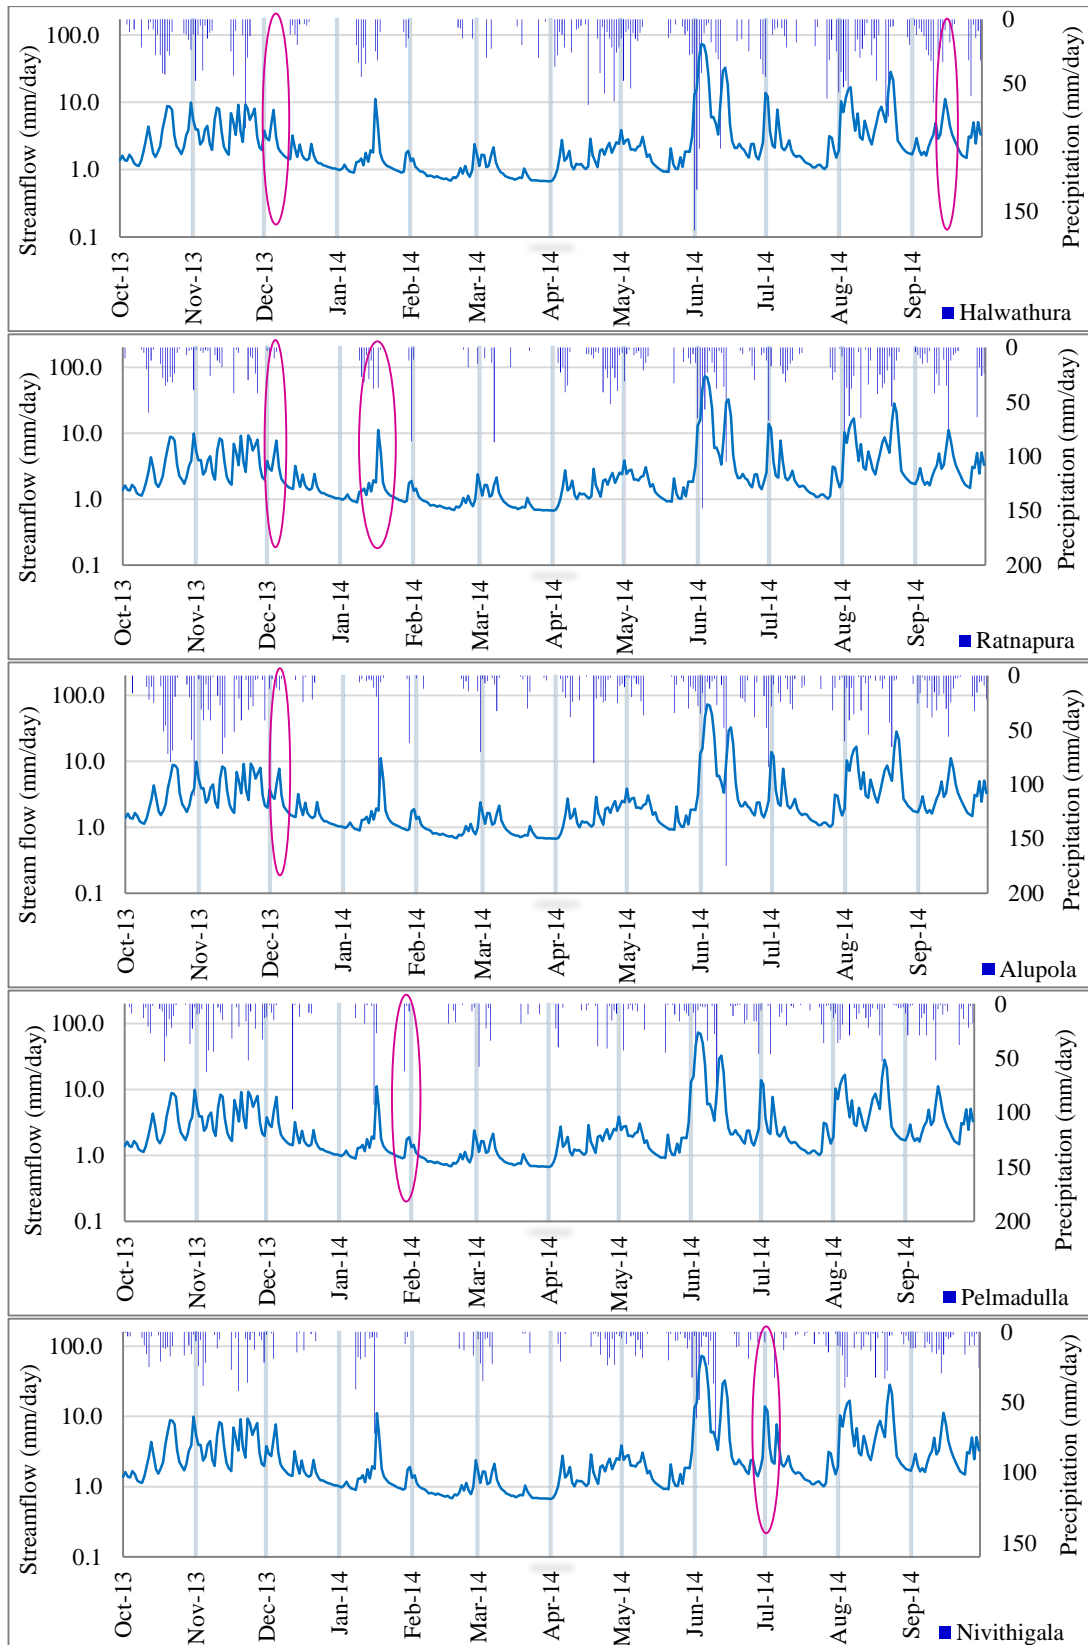 Streamflow (mm/day)
100.0
10.0
1.0
0.1
0
50
100
150
Precipitation (mm/day)
Oct-13
Nov-13
Dec-13
Jan-14
Feb-14
Mar-14
Apr-14
May-14
Jun-14
Jul-14
Aug-14
Sep-14
Halwathura
Streamflow (mm/day)
100.0
10.0
1.0
0.1
0
50
100
150
200
Precipitation (mm/day)
Oct-13
Nov-13
Dec-13
Jan-14
Feb-14
Mar-14
Apr-14
May-14
Jun-14
Jul-14
Aug-14
Sep-14
Ratnapura
Stream flow (mm/day)
100.0
10.0
1.0
0.1
0
50
100
150
200
Precipitation (mm/day)
Oct-13
Nov-13
Dec-13
Jan-14
Feb-14
Mar-14
Apr-14
May-14
Jun-14
Jul-14
Aug-14
Sep-14
Alupola
Streamflow (mm/day)
100.0
10.0
1.0
0.1
0
50
100
150
200
Precipitation (mm/day)
Oct-13
Nov-13
Dec-13
Jan-14
Feb-14
Mar-14
Apr-14
May-14
Jun-14
Jul-14
Aug-14
Sep-14
Pelmadulla
Streamflow (mm/day)
100.0
10.0
1.0
0.1
0
50
100
150
Precipitation (mm/day)
Oct-13
Nov-13
Dec-13
Jan-14
Feb-14
Mar-14
Apr-14
May-14
Jun-14
Jul-14
Aug-14
Sep-14
Nivithigala